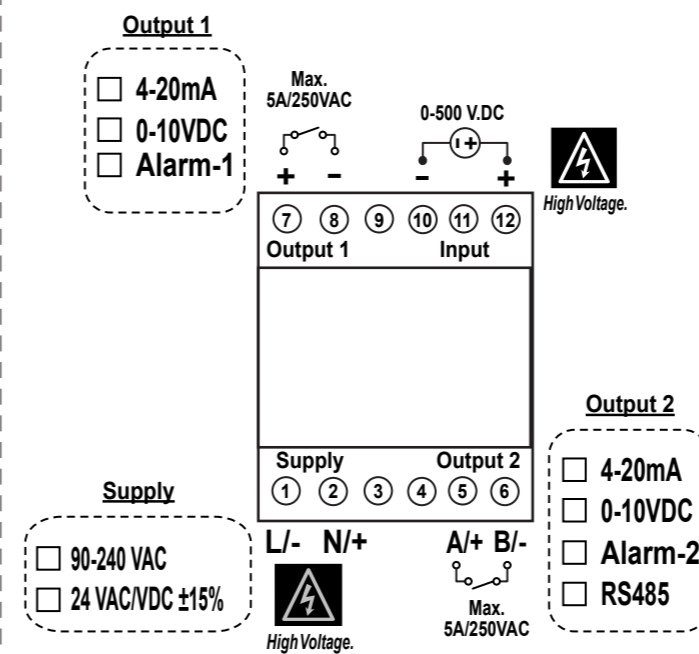 Output 1
4-20mA
0-10VDC
Alarm-1
Max.
5A/250VAC
+ -
0-500 V.DC
- +
High Voltage.
7 8 9 10 11 12
Output 1 Input
Supply Output 2
1 2 3 4 5 6
L/- N/+ A/+ B/-
High Voltage.
Max.
5A/250VAC
Supply
90-240 VAC
24 VAC/VDC ±15%
Output 2
4-20mA
0-10VDC
Alarm-2
RS485